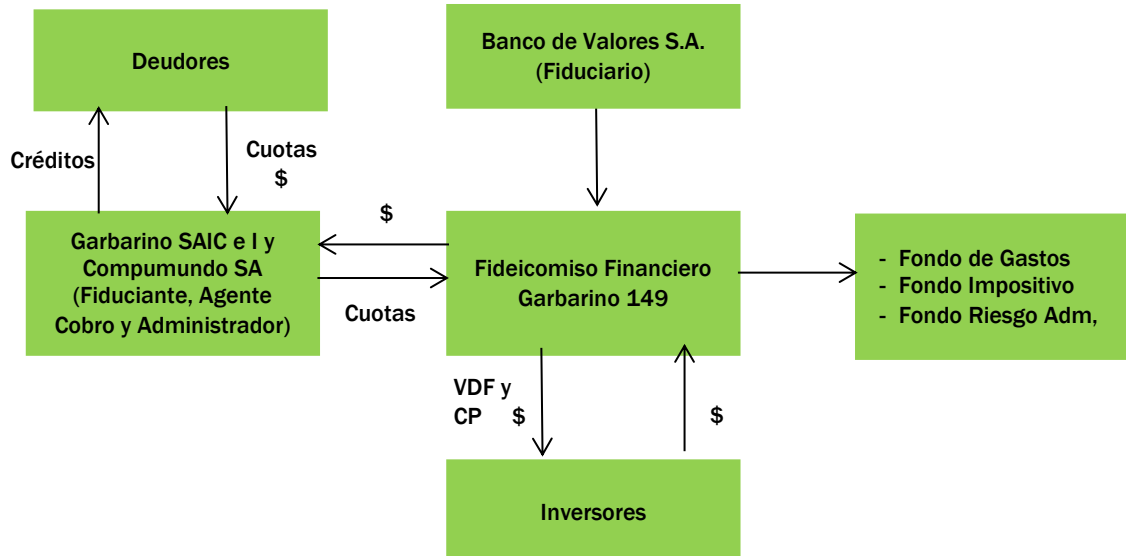 Deudores
Banco de Valores S.A.
(Fiduciario)
Créditos
Cuotas
$
$
Garbarino SAIC e I y
Compumundo SA
(Fiduciante, Agente
Cobro y Administrador)
Cuotas
Fideicomiso Financiero
Garbarino 149
- Fondo de Gastos
- Fondo Impositivo
- Fondo Riesgo Adm,
VDF y
CP $
$
Inversores